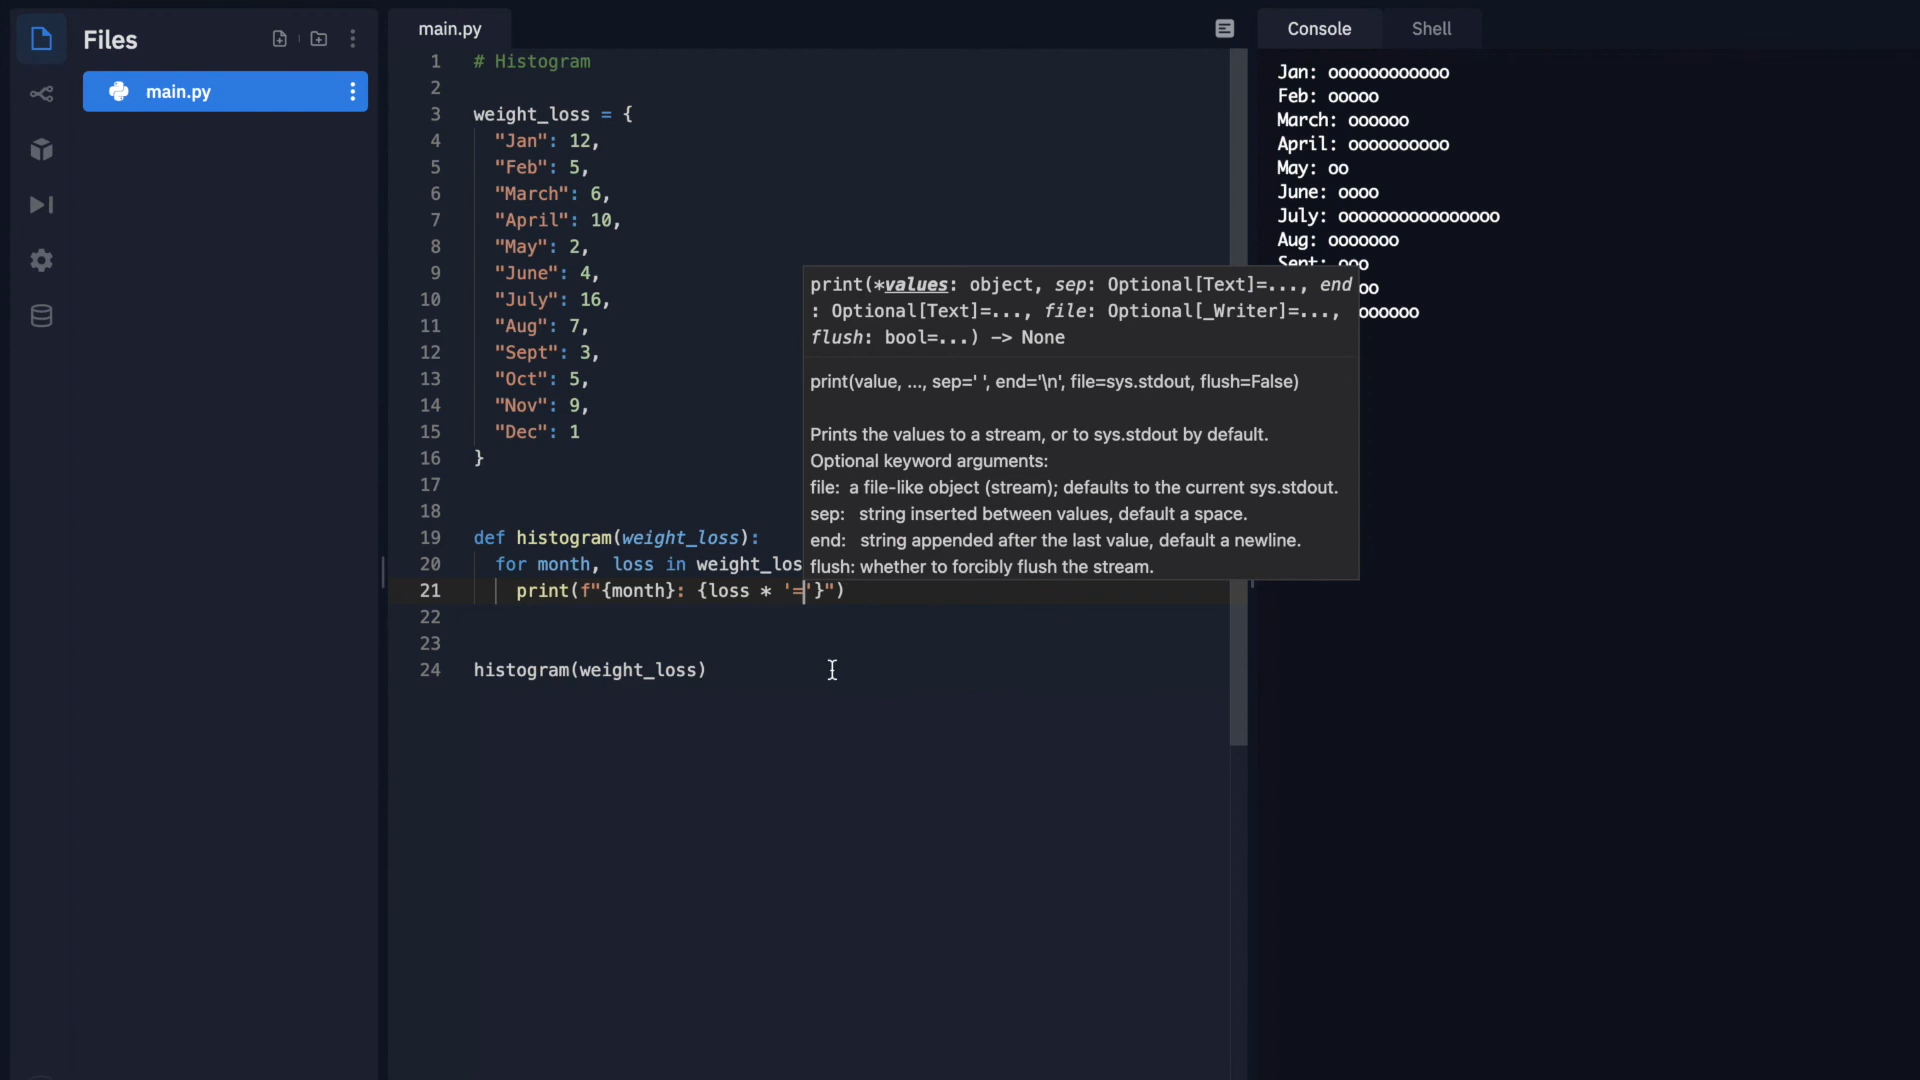 Files
main.py
main.py
1 # Histogram
2
3 weight_loss = {
4 "Jan": 12,
5 "Feb": 5,
6 "March": 6,
7 "April": 10,
8 "May": 2,
9 "June": 4,
10 "July": 16,
11 "Aug": 7,
12 "Sept": 3,
13 "Oct": 5,
14 "Nov": 9,
15 "Dec": 1
16 }
17
18
19 def histogram(weight_loss):
20 for month, loss in weight_los
21 print(f"{month}: {loss * '='}")
22
23
24 histogram(weight_loss)
print(*values: object, sep: Optional[Text]=..., end
: Optional[Text]=..., file: Optional[_Writer]=...,
flush: bool=...) -> None
print(value, ..., sep=' ', end='\n', file=sys.stdout, flush=False)
Prints the values to a stream, or to sys.stdout by default.
Optional keyword arguments:
file: a file-like object (stream); defaults to the current sys.stdout.
sep: string inserted between values, default a space.
end: string appended after the last value, default a newline.
flush: whether to forcibly flush the stream.
Console Shell
Jan: oooooooooooo
Feb: ooooo
March: oooooo
April: oooooooooo
May: oo
June: oooo
July: oooooooooooooooo
Aug: ooooooo
Sept: ooo
oo
oooooo